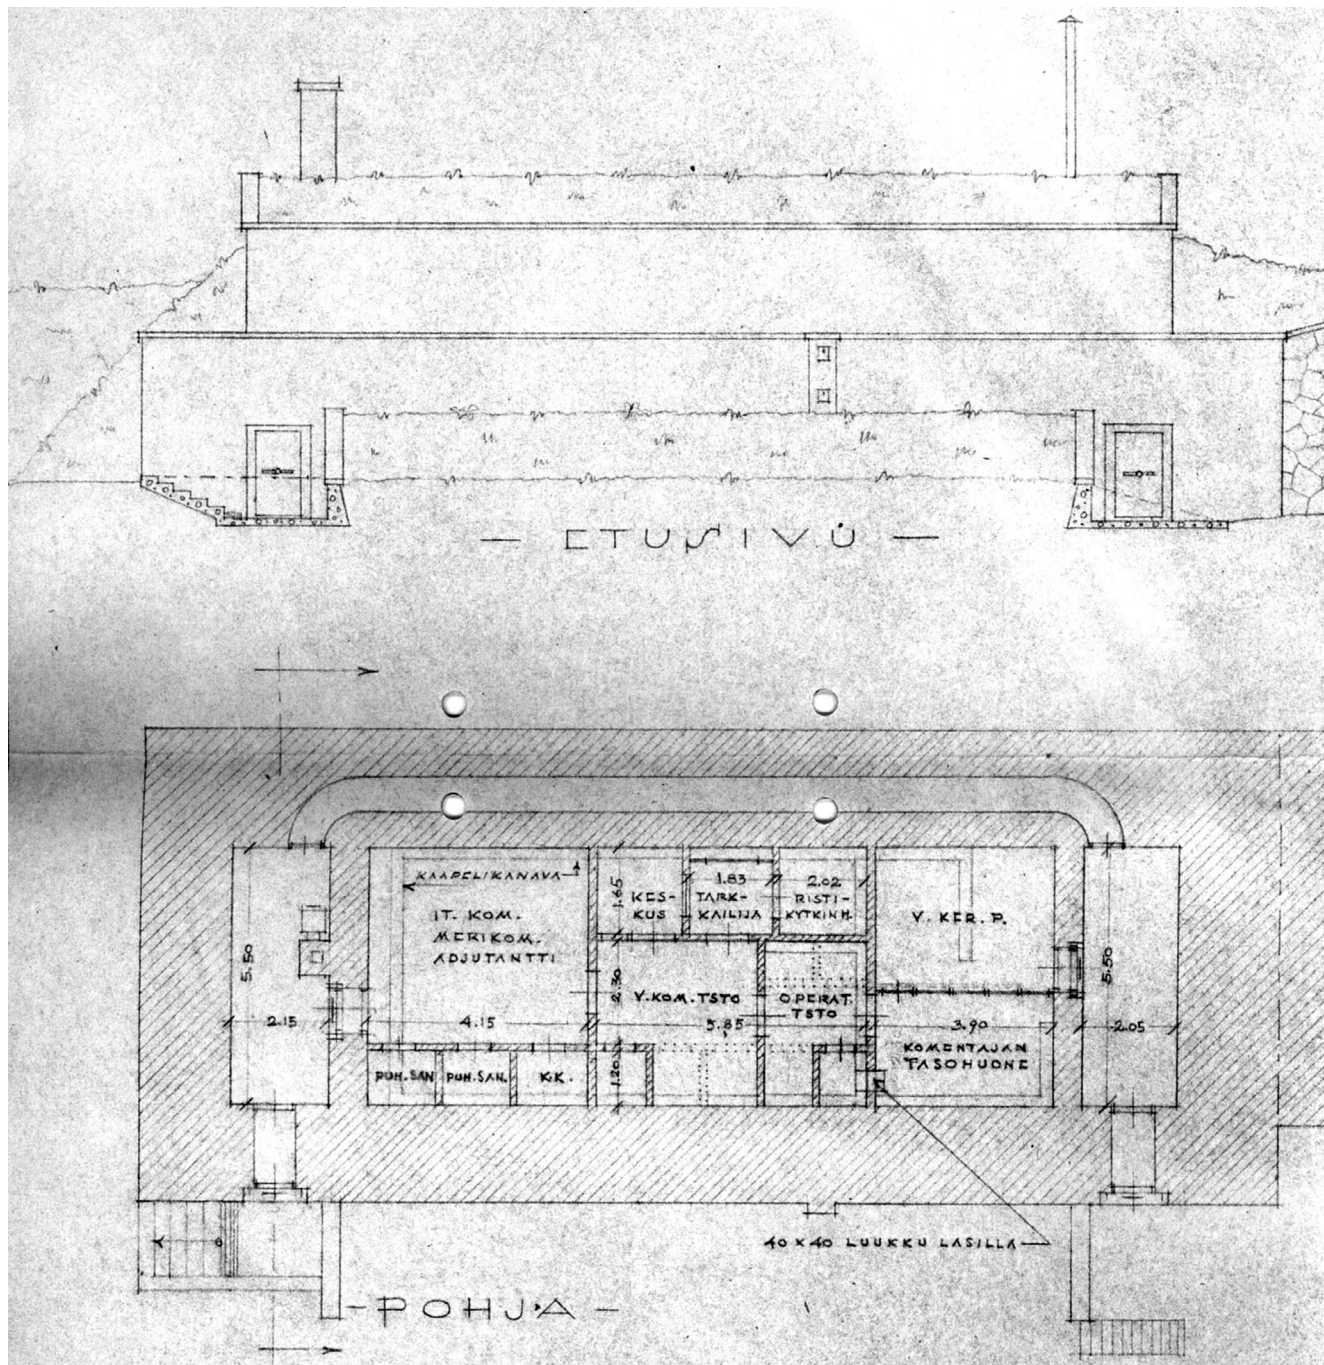 — ETUSIVU —
KAAPELIKANAVA
IT. KOM.
MERIKOM.
ADJUTANTTI
1.65
KES-
KUS
1.83
TARK-
KAILIJA
2.02
RISTI-
KYTKINH.
V. KER. P.
5.50
2.15
4.15
2.30
V.KOM.TSTO
5.85
OPERAT.
TSTO
3.90
KOMENTAJAN
TASOHUONE
5.50
2.05
PUH.SAN
PUH.SAN.
K.K.
1.20
40 X 40 LUUKKU LASILLA
- POHJA -